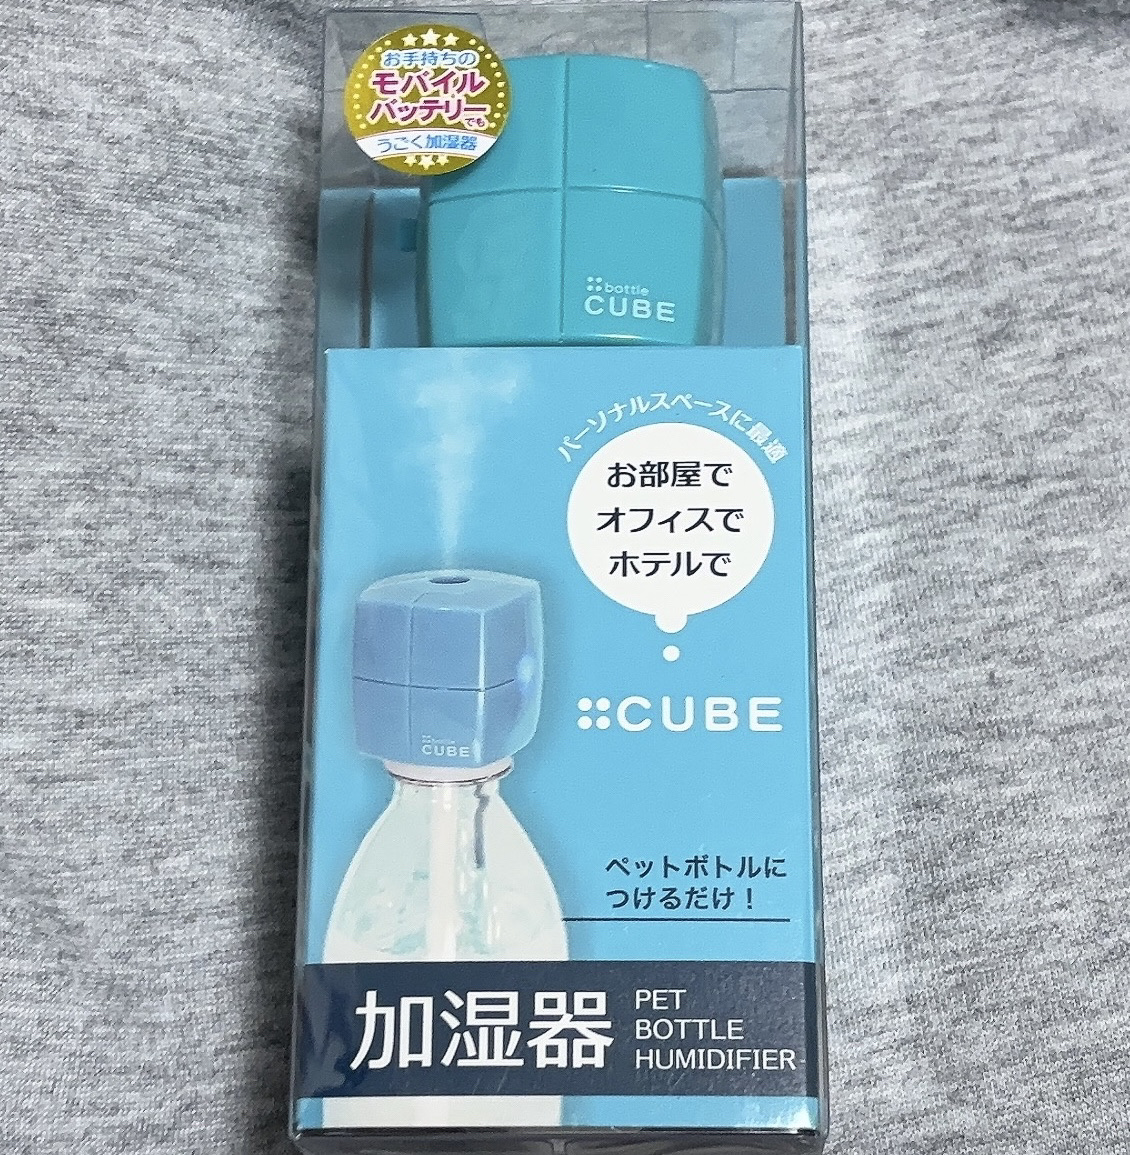 お手持ちの
モバイル
バッテリーでも
うごく加湿器
bottle
CUBE
パーソナルスペースに最適
お部屋で
オフィスで
ホテルで
CUBE
bottle
CUBE
ペットボトルに
つけるだけ！
加湿器
PET
BOTTLE
HUMIDIFIER